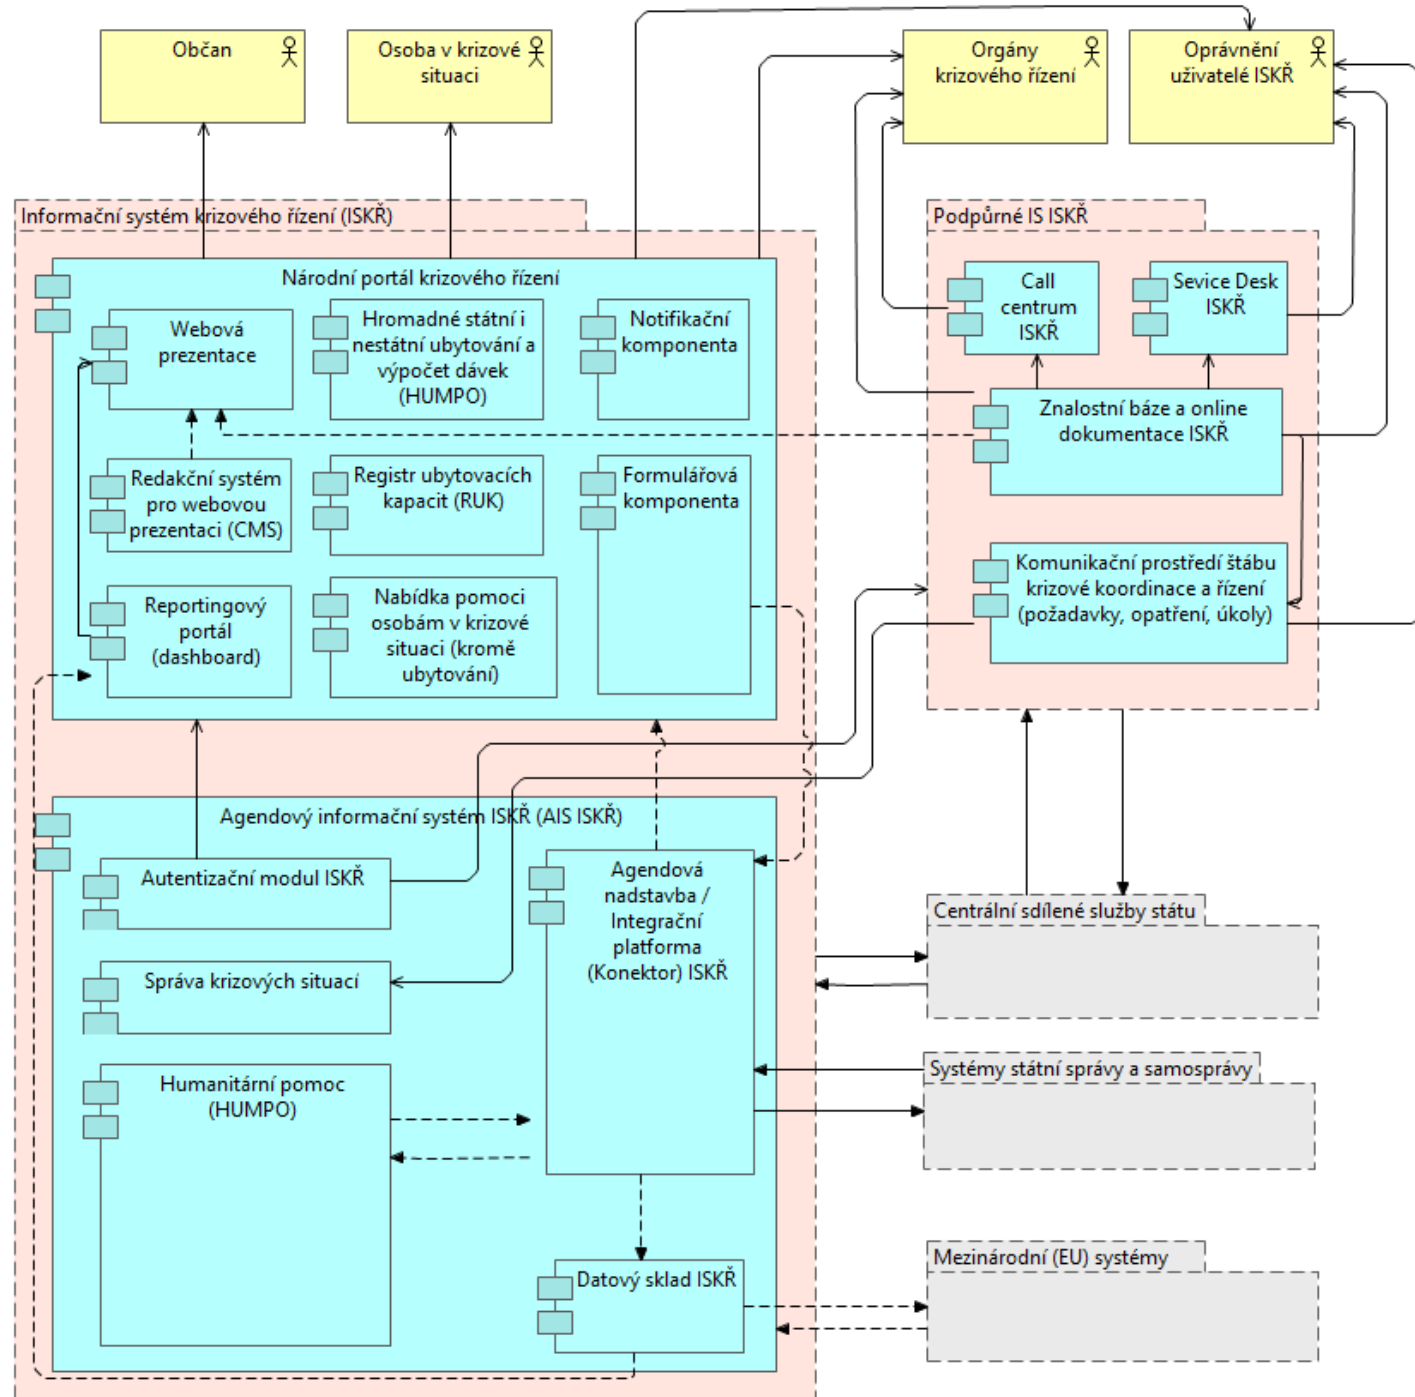 Občan
Osoba v krizové
situaci
Orgány
krizového řízení
Oprávnění
uživatelé ISKŘ
Informační systém krizového řízení (ISKŘ)
Národní portál krizového řízení
Webová
prezentace
Hromadné státní i
nestátní ubytování a
výpočet dávek
(HUMPO)
Notifikační
komponenta
Redakční systém
pro webovou
prezentaci (CMS)
Registr ubytovacích
kapacit (RUK)
Formulářová
komponenta
Reportingový
portál
(dashboard)
Nabídka pomoci
osobám v krizové
situaci (kromě
ubytování)
Podpůrné IS ISKŘ
Call
centrum
ISKŘ
Sevice Desk
ISKŘ
Znalostní báze a online
dokumentace ISKŘ
Komunikační prostředí štábu
krizové koordinace a řízení
(požadavky, opatření, úkoly)
Agendový informační systém ISKŘ (AIS ISKŘ)
Autentizační modul ISKŘ
Správa krizových situací
Humanitární pomoc
(HUMPO)
Agendová
nadstavba /
Integrační
platforma
(Konektor) ISKŘ
Datový sklad ISKŘ
Centrální sdílené služby státu
Systémy státní správy a samosprávy
Mezinárodní (EU) systémy